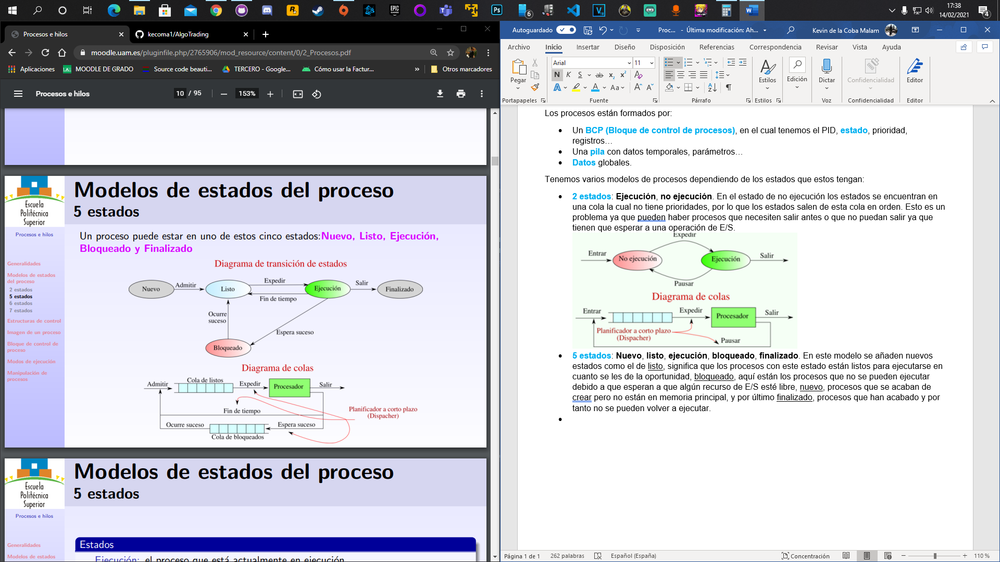 17:38
14/02/2021
6
4
Procesos e hilos
kecoma1/AlgoTrading
moodle.uam.es/pluginfile.php/2765906/mod_resource/content/0/2_Procesos.pdf
Aplicaciones
MOODLE DE GRADO
Source code beauti...
TERCERO - Google...
Cómo usar la Factur...
»
Otros marcadores
Procesos e hilos
10 / 95
153%
Modelos de estados del proceso
5 estados
Escuela
Politécnica
Superior
Procesos e hilos
Generalidades
Modelos de estados
del proceso
2 estados
5 estados
6 estados
7 estados
Estructuras de control
Imagen de un proceso
Bloque de control de
proceso
Modos de ejecución
Manipulación de
procesos
Un proceso puede estar en uno de estos cinco estados:Nuevo, Listo, Ejecución,
Bloqueado y Finalizado
Diagrama de transición de estados
Nuevo
Admitir
Listo
Expedir
Ejecución
Salir
Finalizado
Fin de tiempo
Ocurre
suceso
Espera suceso
Bloqueado
Diagrama de colas
Admitir
Cola de listos
Expedir
Procesador
Salir
Fin de tiempo
Planificador a corto plazo
(Dispacher)
Ocurre suceso
Espera suceso
Cola de bloqueados
Modelos de estados del proceso
5 estados
Escuela
Politécnica
Superior
Procesos e hilos
Generalidades
Modelos de estados
Estados
Ejecución: el proceso que está actualmente en ejecución
Autoguardado
Proc... - Última modificación: Ah...
Kevin de la Coba Malam
Archivo Inicio Insertar Diseño Disposición Referencias Correspondencia Revisar Vista Ayuda
Pegar
Portapapeles
Arial
11
N K S ab x₂ x²
A A Aa A A
Fuente
Párrafo
Estilos
Estilos
Edición
Dictar
Voz
Confidencialidad
Confidencialidad
Editor
Editor
Los procesos están formados por:
• Un BCP (Bloque de control de procesos), en el cual tenemos el PID, estado, prioridad,
registros…
• Una pila con datos temporales, parámetros…
• Datos globales.
Tenemos varios modelos de procesos dependiendo de los estados que estos tengan:
• 2 estados: Ejecución, no ejecución. En el estado de no ejecución los estados se encuentran en
una cola la cual no tiene prioridades, por lo que los estados salen de esta cola en orden. Esto es un
problema ya que pueden haber procesos que necesiten salir antes o que no puedan salir ya que
tienen que esperar a una operación de E/S.
Expedir
Entrar
No ejecución
Ejecución
Salir
Pausar
Diagrama de colas
Entrar
Expedir
Procesador
Salir
Planificador a corto plazo
(Dispacher)
Pausar
• 5 estados: Nuevo, listo, ejecución, bloqueado, finalizado. En este modelo se añaden nuevos
estados como el de listo, significa que los procesos con este estado están listos para ejecutarse en
cuanto se les de la oportunidad, bloqueado, aquí están los procesos que no se pueden ejecutar
debido a que esperan a que algún recurso de E/S esté libre, nuevo, procesos que se acaban de
crear pero no están en memoria principal, y por último finalizado, procesos que han acabado y por
tanto no se pueden volver a ejecutar.
•
Página 1 de 1
262 palabras
Español (España)
Concentración
110 %